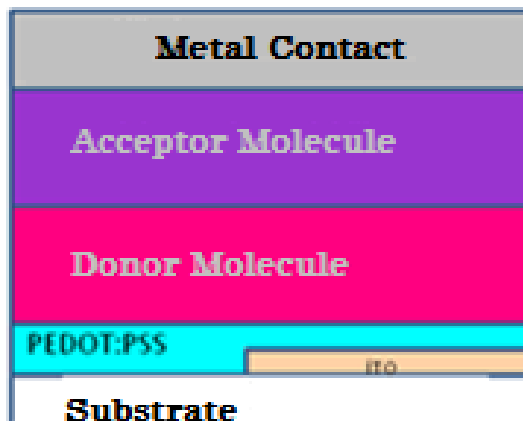 Metal Contact
Acceptor Molecule
Donor Molecule
PEDOT:PSS
ITO
Substrate